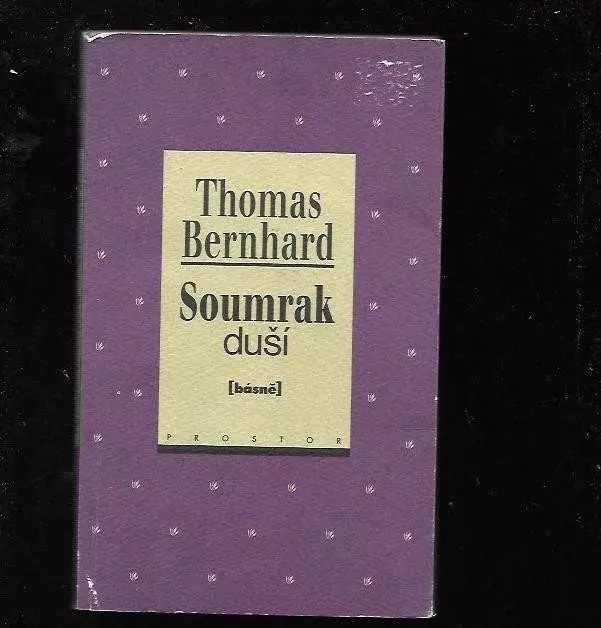 Thomas
Bernhard
Soumrak
duší
[básně]
PROSTOR